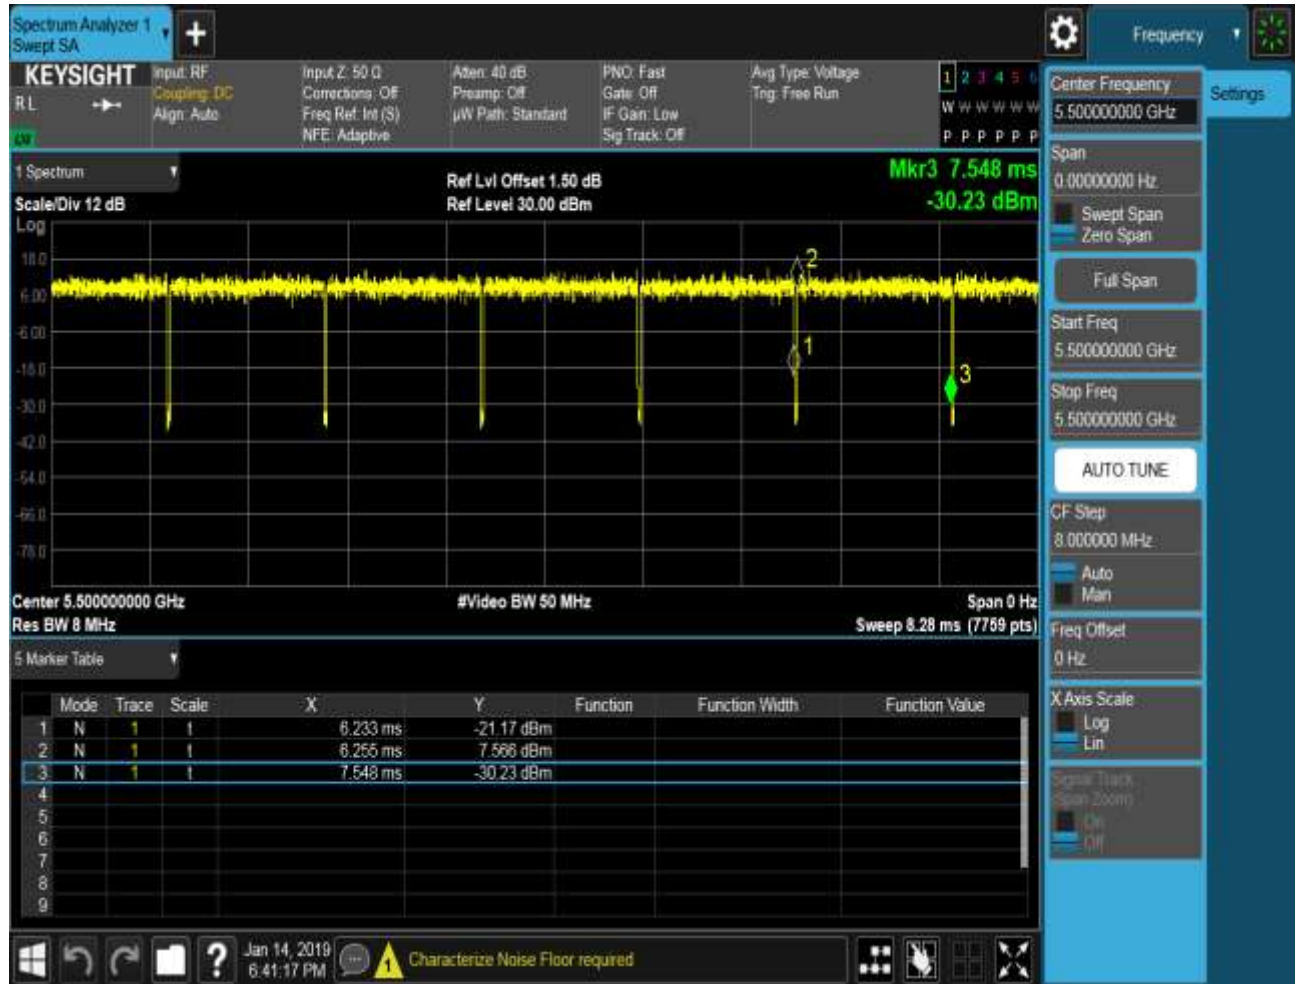 Spectrum Analyzer 1
Swept SA
+
Frequency
KEYSIGHT
RL
Input: RF
Coupling: DC
Align: Auto
Input Z: 50 Ω
Corrections: Off
Freq Ref: Int (S)
NFE: Adaptive
Atten: 40 dB
Preamp: Off
µW Path: Standard
PNO: Fast
Gate: Off
IF Gain: Low
Sig Track: Off
Avg Type: Voltage
Trig: Free Run
1 2 3 4 5 6
W W W W W W
P P P P P P
1 Spectrum
Scale/Div 12 dB
Log
Ref Lvl Offset 1.50 dB
Ref Level 30.00 dBm
Mkr3 7.548 ms
-30.23 dBm
18.0
6.00
-6.00
-18.0
-30.0
-42.0
-54.0
-66.0
-78.0
2
1
3
Center 5.500000000 GHz
Res BW 8 MHz
#Video BW 50 MHz
Span 0 Hz
Sweep 8.28 ms (7759 pts)
5 Marker Table
Mode Trace Scale X Y Function Function Width Function Value
1 N 1 t 6.233 ms -21.17 dBm
2 N 1 t 6.255 ms 7.566 dBm
3 N 1 t 7.548 ms -30.23 dBm
4
5
6
7
8
9
Center Frequency
5.500000000 GHz
Settings
Span
0.00000000 Hz
Swept Span
Zero Span
Full Span
Start Freq
5.500000000 GHz
Stop Freq
5.500000000 GHz
AUTO TUNE
CF Step
8.000000 MHz
Auto
Man
Freq Offset
0 Hz
X Axis Scale
Log
Lin
Signal Track
(Span Zoom)
On
Off
?
Jan 14, 2019
6:41:17 PM
1
Characterize Noise Floor required